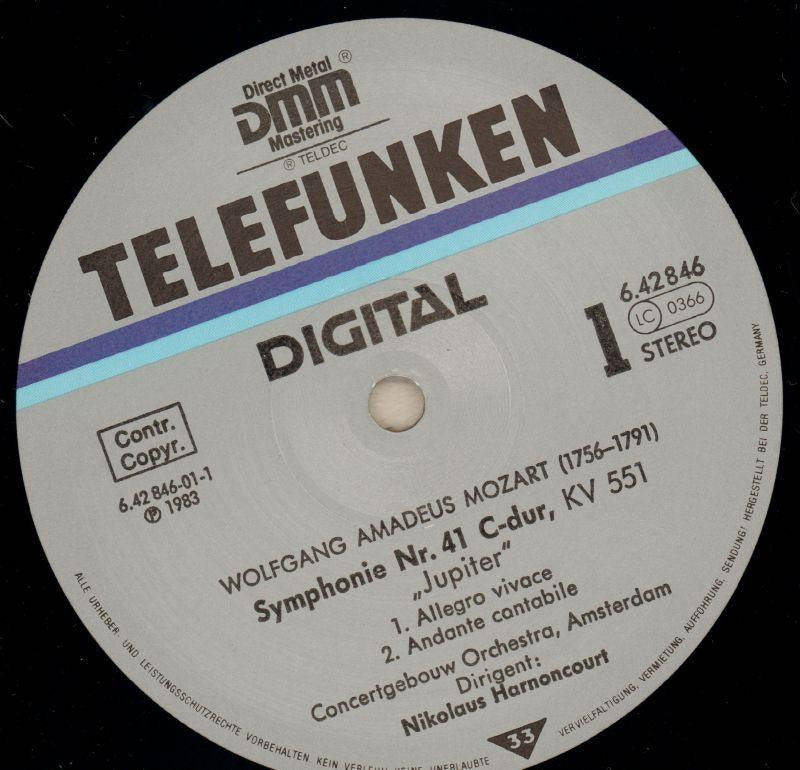 Direct Metal ®
DMM
Mastering
® TELDEC
TELEFUNKEN
DIGITAL
6.42846
1 LC 0366
STEREO
Contr.
Copyr.
6.42 846-01-1
℗ 1983
WOLFGANG AMADEUS MOZART (1756–1791)
Symphonie Nr. 41 C-dur, KV 551
„Jupiter“
1. Allegro vivace
2. Andante cantabile
Concertgebouw Orchestra, Amsterdam
Dirigent:
Nikolaus Harnoncourt
33
ALLE URHEBER- UND LEISTUNGSSCHUTZRECHTE VORBEHALTEN. KEIN VERLEIH! KEINE UNERLAUBTE VERVIELFÄLTIGUNG, VERMIETUNG, AUFFÜHRUNG, SENDUNG! HERGESTELLT BEI DER TELDEC, GERMANY